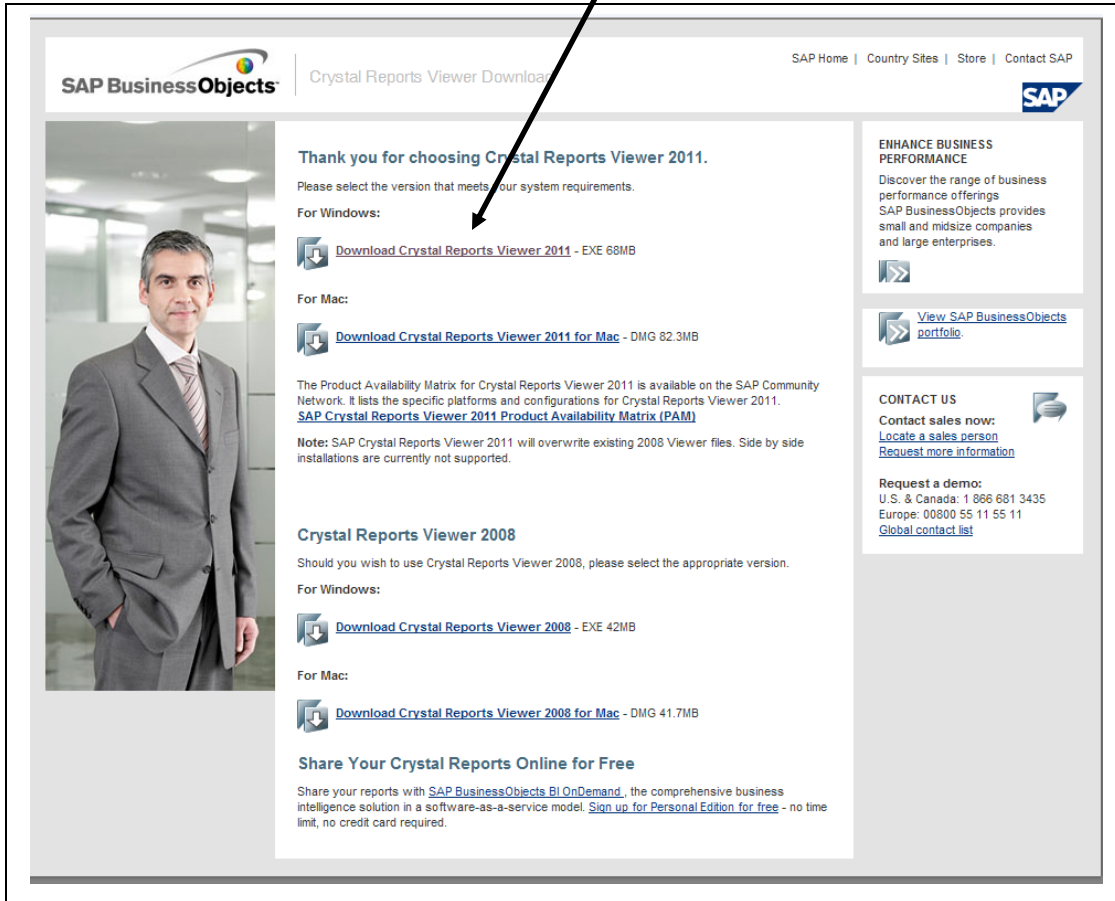 SAP BusinessObjects
Crystal Reports Viewer Download
SAP Home | Country Sites | Store | Contact SAP
SAP
Thank you for choosing Crystal Reports Viewer 2011.
Please select the version that meets your system requirements.
For Windows:
Download Crystal Reports Viewer 2011 - EXE 68MB
For Mac:
Download Crystal Reports Viewer 2011 for Mac - DMG 82.3MB
The Product Availability Matrix for Crystal Reports Viewer 2011 is available on the SAP Community
Network. It lists the specific platforms and configurations for Crystal Reports Viewer 2011.
SAP Crystal Reports Viewer 2011 Product Availability Matrix (PAM)
Note: SAP Crystal Reports Viewer 2011 will overwrite existing 2008 Viewer files. Side by side
installations are currently not supported.
Crystal Reports Viewer 2008
Should you wish to use Crystal Reports Viewer 2008, please select the appropriate version.
For Windows:
Download Crystal Reports Viewer 2008 - EXE 42MB
For Mac:
Download Crystal Reports Viewer 2008 for Mac - DMG 41.7MB
Share Your Crystal Reports Online for Free
Share your reports with SAP BusinessObjects BI OnDemand , the comprehensive business
intelligence solution in a software-as-a-service model. Sign up for Personal Edition for free - no time
limit, no credit card required.
ENHANCE BUSINESS
PERFORMANCE
Discover the range of business
performance offerings
SAP BusinessObjects provides
small and midsize companies
and large enterprises.
View SAP BusinessObjects
portfolio.
CONTACT US
Contact sales now:
Locate a sales person
Request more information
Request a demo:
U.S. & Canada: 1 866 681 3435
Europe: 00800 55 11 55 11
Global contact list